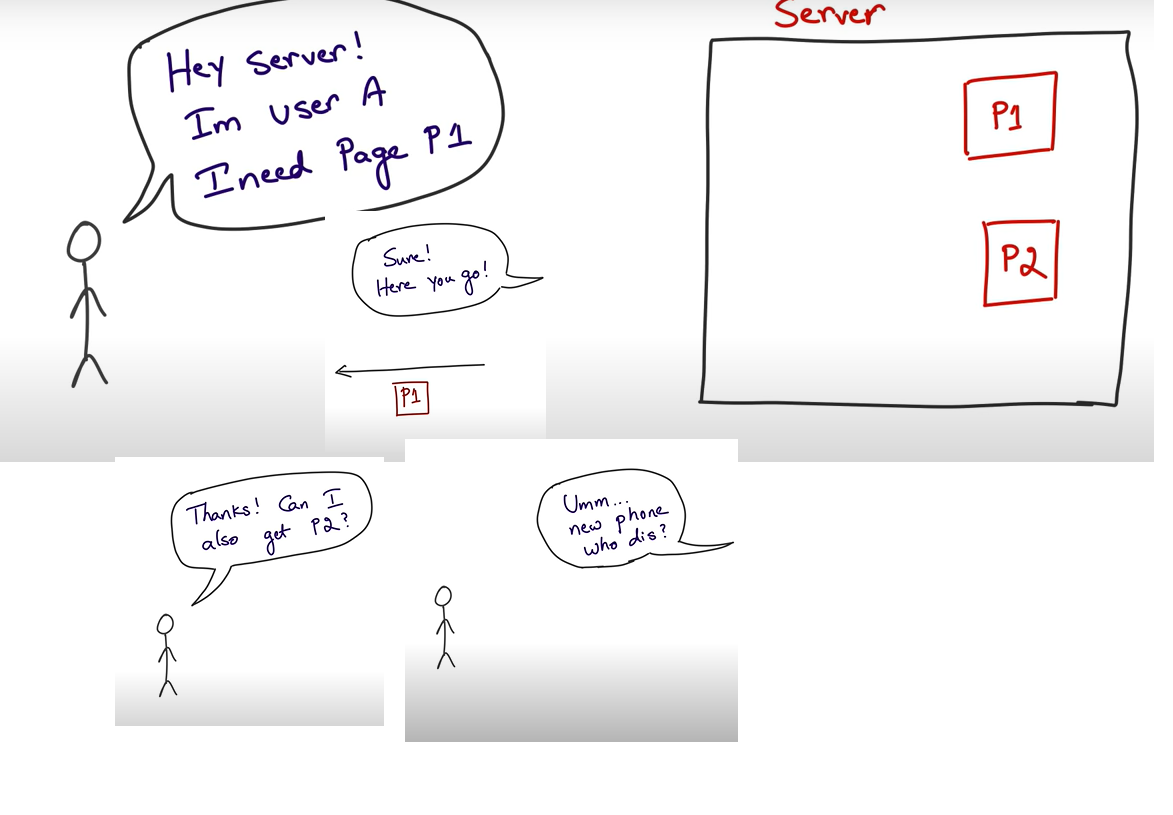 Hey Server!
Im user A
I need Page P1
Server
P1
P2
Sure!
Here you go!
P1
Thanks! Can I
also get P2?
Umm...
new phone
who dis?